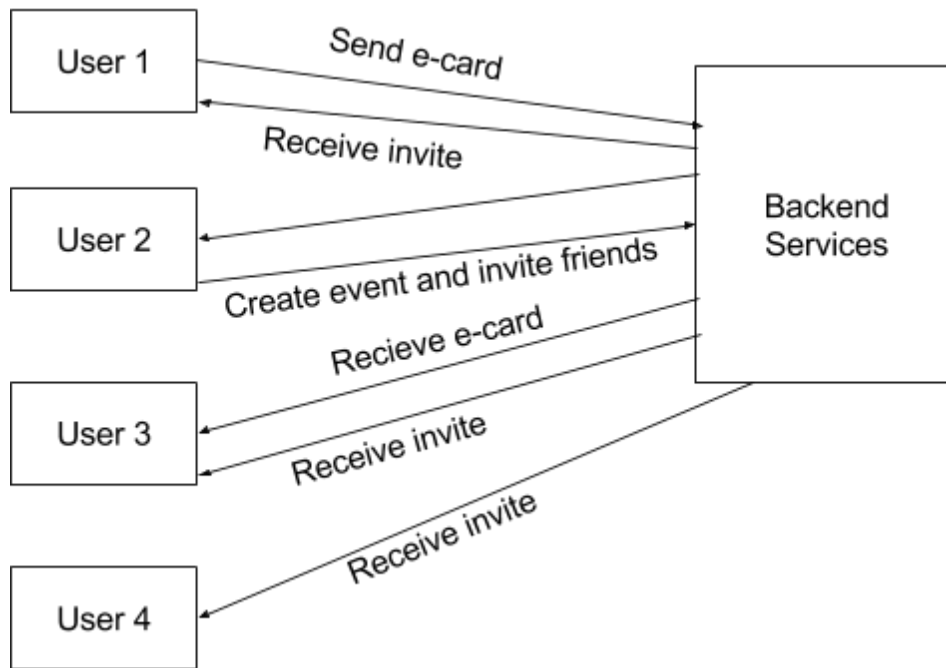 User 1
Send e-card
Receive invite
User 2
Backend
Services
Create event and invite friends
Recieve e-card
User 3
Receive invite
Receive invite
User 4